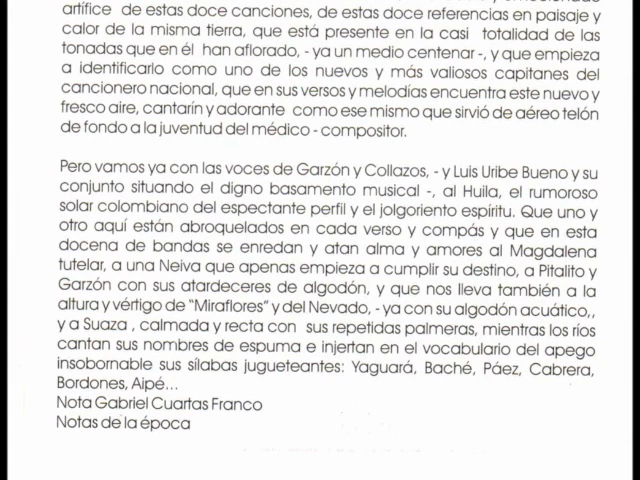 artífice de estas doce canciones, de estas doce referencias en paisaje y
calor de la misma tierra, que está presente en la casi totalidad de las
tonadas que en él han aflorado, - ya un medio centenar -, y que empieza
a identificarlo como uno de los nuevos y más valiosos capitanes del
cancionero nacional, que en sus versos y melodías encuentra este nuevo y
fresco aire, cantarín y adorante como ese mismo que sirvió de aéreo telón
de fondo a la juventud del médico - compositor.
Pero vamos ya con las voces de Garzón y Collazos, - y Luis Uribe Bueno y su
conjunto situando el digno basamento musical -, al Huila, el rumoroso
solar colombiano del espectante perfil y el jolgoriento espíritu. Que uno y
otro aquí están abroquelados en cada verso y compás y que en esta
docena de bandas se enredan y atan alma y amores al Magdalena
tutelar, a una Neiva que apenas empieza a cumplir su destino, a Pitalito y
Garzón con sus atardeceres de algodón, y que nos lleva también a la
altura y vértigo de "Miraflores" y del Nevado, - ya con su algodón acuático,,
y a Suaza , calmada y recta con sus repetidas palmeras, mientras los ríos
cantan sus nombres de espuma e injertan en el vocabulario del apego
insobornable sus sílabas jugueteantes: Yaguará, Baché, Páez, Cabrera,
Bordones, Aipé...
Nota Gabriel Cuartas Franco
Notas de la época